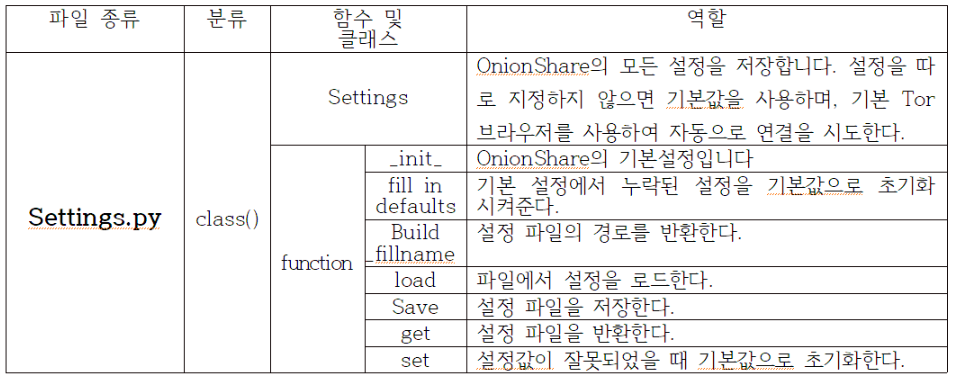 파일 종류
분류
함수 및
클래스
역할
Settings.py
class()
Settings
OnionShare의 모든 설정을 저장합니다. 설정을 따
로 지정하지 않으면 기본값을 사용하며, 기본 Tor
브라우저를 사용하여 자동으로 연결을 시도한다.
function
_init_
OnionShare의 기본설정입니다
fill in
defaults
기본 설정에서 누락된 설정을 기본값으로 초기화
시켜준다.
Build
_fillname
설정 파일의 경로를 반환한다.
load
파일에서 설정을 로드한다.
Save
설정 파일을 저장한다.
get
설정 파일을 반환한다.
set
설정값이 잘못되었을 때 기본값으로 초기화한다.